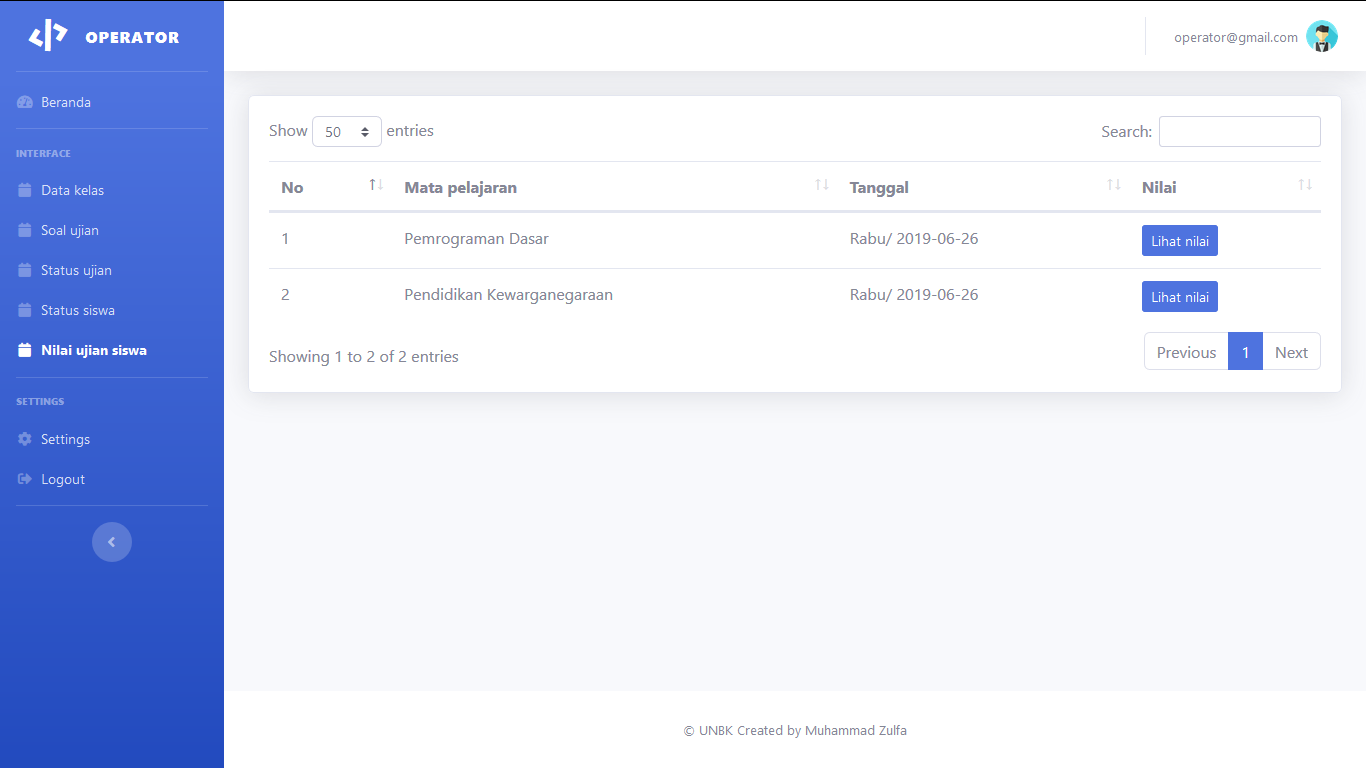 OPERATOR
operator@gmail.com
Beranda
INTERFACE
Data kelas
Soal ujian
Status ujian
Status siswa
Nilai ujian siswa
SETTINGS
Settings
Logout
Show 50 entries
Search:
No Mata pelajaran Tanggal Nilai
1 Pemrograman Dasar Rabu/ 2019-06-26 Lihat nilai
2 Pendidikan Kewarganegaraan Rabu/ 2019-06-26 Lihat nilai
Showing 1 to 2 of 2 entries
Previous 1 Next
© UNBK Created by Muhammad Zulfa